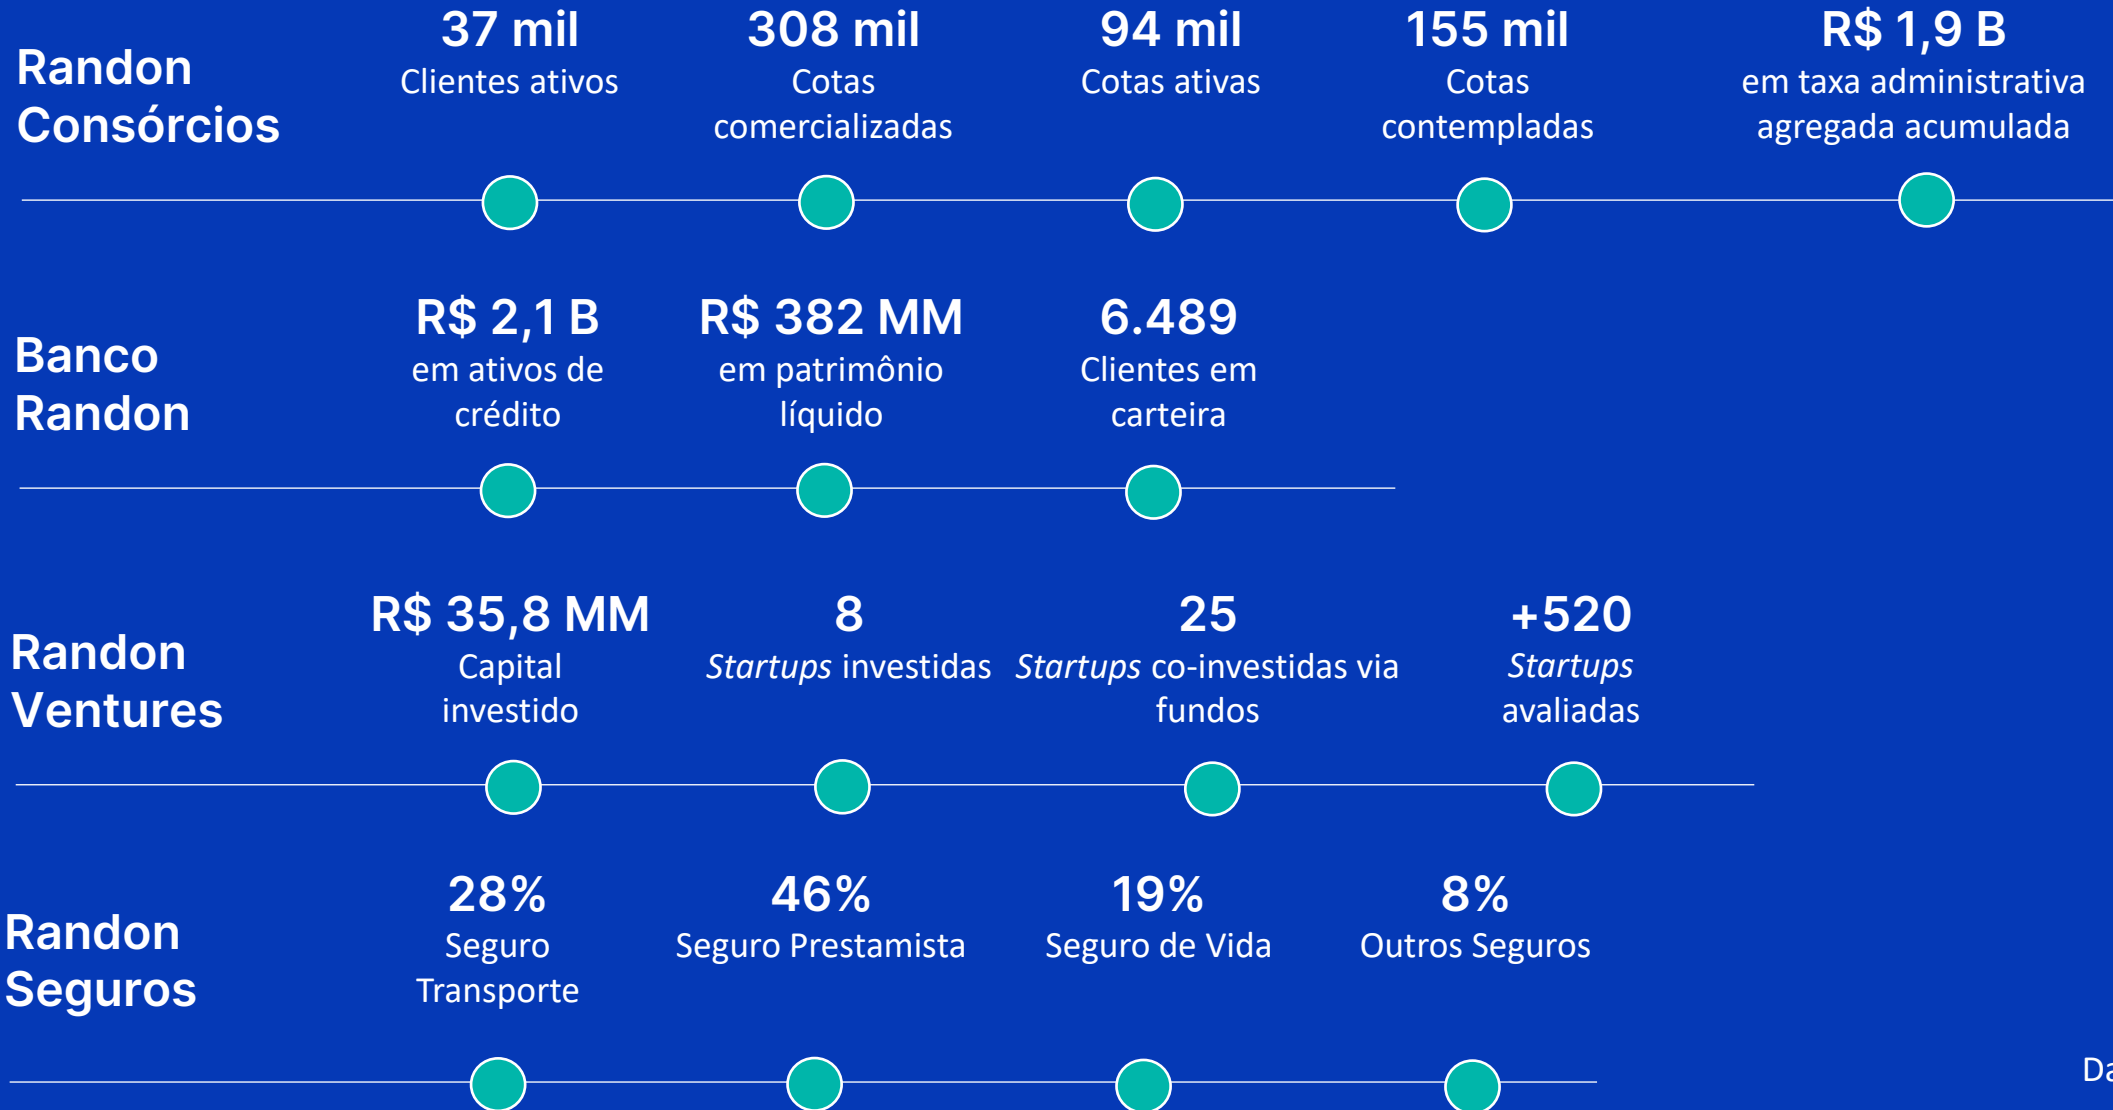 Randon
Consórcios
37 mil
Clientes ativos
308 mil
Cotas
comercializadas
94 mil
Cotas ativas
155 mil
Cotas
contempladas
R$ 1,9 B
em taxa administrativa
agregada acumulada
Banco
Randon
R$ 2,1 B
em ativos de
crédito
R$ 382 MM
em patrimônio
líquido
6.489
Clientes em
carteira
Randon
Ventures
R$ 35,8 MM
Capital
investido
8
Startups investidas
25
Startups co-investidas via
fundos
+520
Startups
avaliadas
Randon
Seguros
28%
Seguro
Transporte
46%
Seguro Prestamista
19%
Seguro de Vida
8%
Outros Seguros